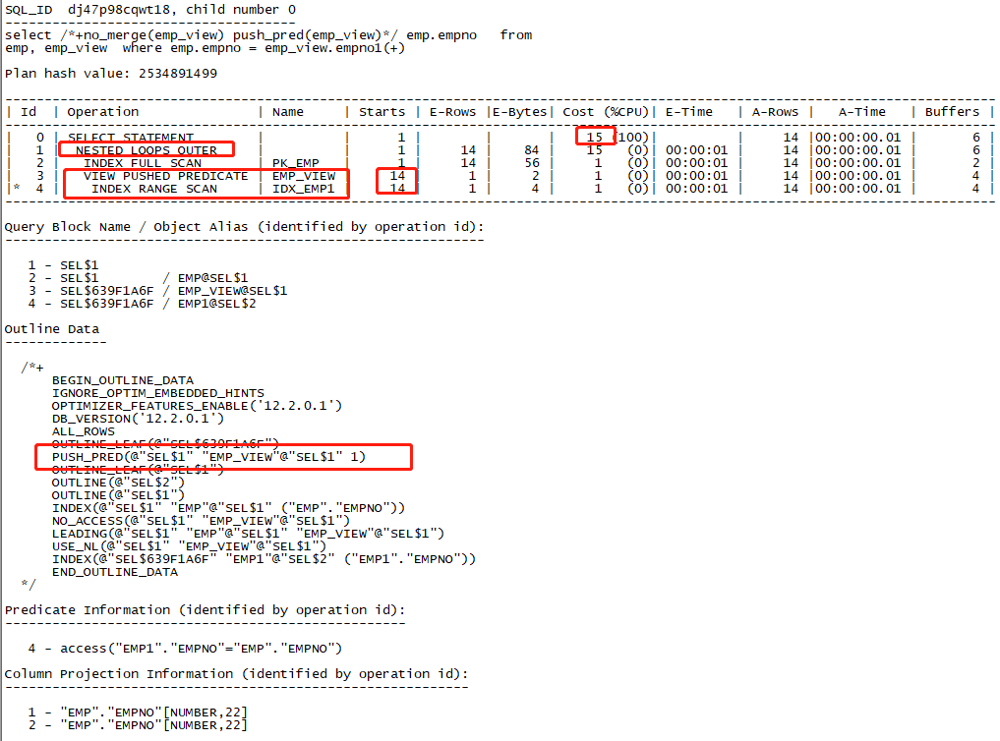 SQL_ID  dj47p98cqwt18, child number 0
-------------------------------------
select /*+no_merge(emp_view) push_pred(emp_view)*/ emp.empno   from
emp, emp_view  where emp.empno = emp_view.empno1(+)
Plan hash value: 2534891499
------------------------------------------------------------------------------------------------------------------------------
| Id  | Operation                | Name      | Starts | E-Rows |E-Bytes| Cost (%CPU)| E-Time   | A-Rows |   A-Time   | Buffers |
------------------------------------------------------------------------------------------------------------------------------
|   0 | SELECT STATEMENT         |           |      1 |        |       |    15 (100)|          |     14 |00:00:00.01 |       6 |
|   1 |  NESTED LOOPS OUTER      |           |      1 |     14 |    84 |    15   (0)| 00:00:01 |     14 |00:00:00.01 |       6 |
|   2 |   INDEX FULL SCAN        | PK_EMP    |      1 |     14 |    56 |     1   (0)| 00:00:01 |     14 |00:00:00.01 |       2 |
|   3 |   VIEW PUSHED PREDICATE  | EMP_VIEW  |     14 |      1 |     2 |     1   (0)| 00:00:01 |     14 |00:00:00.01 |       4 |
|*  4 |    INDEX RANGE SCAN      | IDX_EMP1  |     14 |      1 |     4 |     1   (0)| 00:00:01 |     14 |00:00:00.01 |       4 |
------------------------------------------------------------------------------------------------------------------------------
Query Block Name / Object Alias (identified by operation id):
-------------------------------------------------------------
1 - SEL$1
2 - SEL$1        / EMP@SEL$1
3 - SEL$639F1A6F / EMP_VIEW@SEL$1
4 - SEL$639F1A6F / EMP1@SEL$2
Outline Data
-------------
/*+
BEGIN_OUTLINE_DATA
IGNORE_OPTIM_EMBEDDED_HINTS
OPTIMIZER_FEATURES_ENABLE('12.2.0.1')
DB_VERSION('12.2.0.1')
ALL_ROWS
OUTLINE_LEAF(@"SEL$639F1A6F")
PUSH_PRED(@"SEL$1" "EMP_VIEW"@"SEL$1" 1)
OUTLINE_LEAF(@"SEL$1")
OUTLINE(@"SEL$2")
OUTLINE(@"SEL$1")
INDEX(@"SEL$1" "EMP"@"SEL$1" ("EMP"."EMPNO"))
NO_ACCESS(@"SEL$1" "EMP_VIEW"@"SEL$1")
LEADING(@"SEL$1" "EMP"@"SEL$1" "EMP_VIEW"@"SEL$1")
USE_NL(@"SEL$1" "EMP_VIEW"@"SEL$1")
INDEX(@"SEL$639F1A6F" "EMP1"@"SEL$2" ("EMP1"."EMPNO"))
END_OUTLINE_DATA
*/
Predicate Information (identified by operation id):
---------------------------------------------------
4 - access("EMP1"."EMPNO"="EMP"."EMPNO")
Column Projection Information (identified by operation id):
-----------------------------------------------------------
1 - "EMP"."EMPNO"[NUMBER,22]
2 - "EMP"."EMPNO"[NUMBER,22]